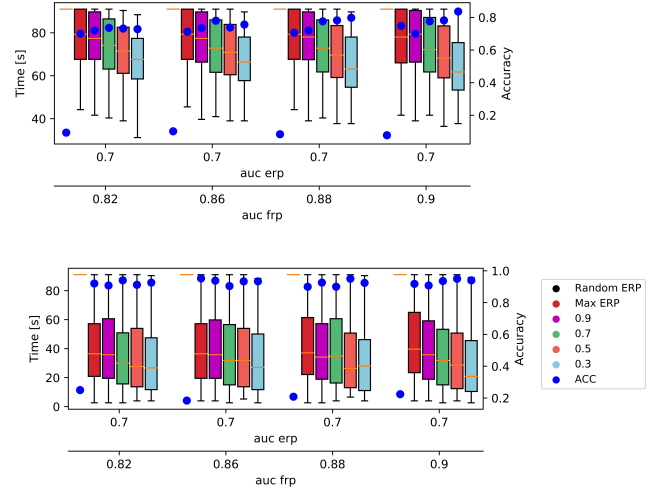 80
60
40
Time [s]
0.8
0.6
0.4
0.2
Accuracy
0.7 0.7 0.7 0.7
auc erp
0.82 0.86 0.88 0.9
auc frp
80
60
40
20
0
Time [s]
1.0
0.8
0.6
0.4
0.2
Accuracy
0.7 0.7 0.7 0.7
auc erp
0.82 0.86 0.88 0.9
auc frp
Random ERP
Max ERP
0.9
0.7
0.5
0.3
ACC